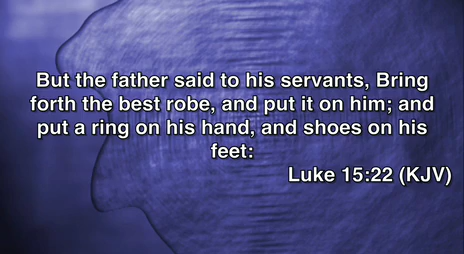 But the father said to his servants, Bring
forth the best robe, and put it on him; and
put a ring on his hand, and shoes on his
feet:
Luke 15:22 (KJV)